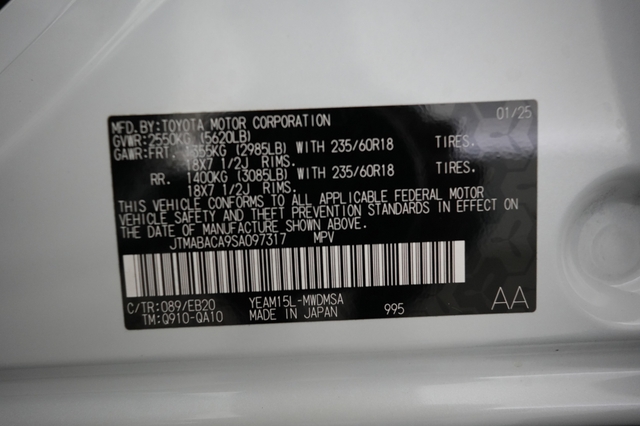 MFD.BY:TOYOTA MOTOR CORPORATION 01/25
GVWR:2550KG (5620LB)
GAWR:FRT. 1355KG (2985LB) WITH 235/60R18 TIRES.
18X7 1/2J RIMS.
RR. 1400KG (3085LB) WITH 235/60R18 TIRES.
18X7 1/2J RIMS.
THIS VEHICLE CONFORMS TO ALL APPLICABLE FEDERAL MOTOR
VEHICLE SAFETY AND THEFT PREVENTION STANDARDS IN EFFECT ON
THE DATE OF MANUFACTURE SHOWN ABOVE.
JTMABACA9SA097317 MPV
C/TR:089/EB20 YEAM15L-MWDMSA AA
TM:Q910-QA10 MADE IN JAPAN 995